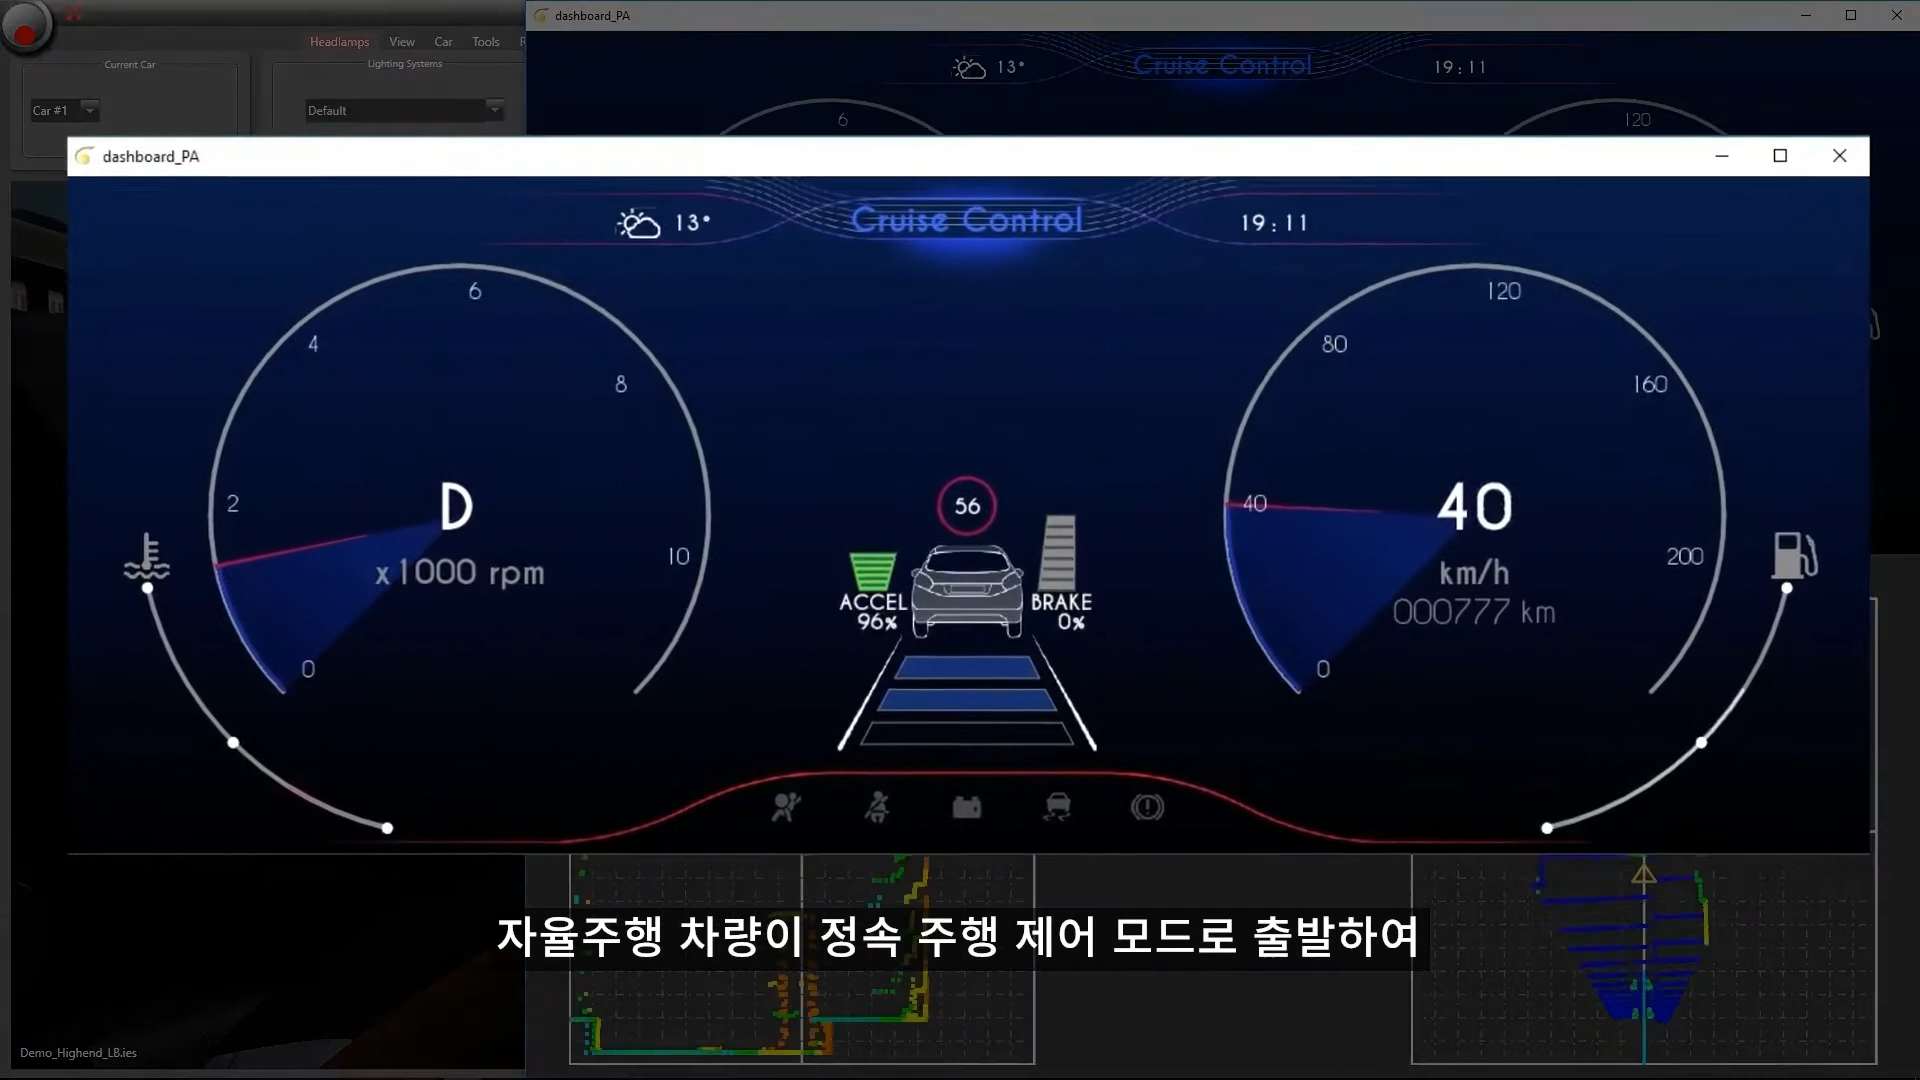 dashboard_PA
Headlamps View Car Tools
Current Car
Lighting Systems
Car #1
Default
13°
Cruise Control
19:11
6
120
dashboard_PA
13°
Cruise Control
19:11
6
4
8
2
10
0
D
x1000 rpm
56
ACCEL
96%
BRAKE
0%
120
80
160
40
200
0
40
km/h
000777 km
자율주행 차량이 정속 주행 제어 모드로 출발하여
Demo_Highend_LB.ies